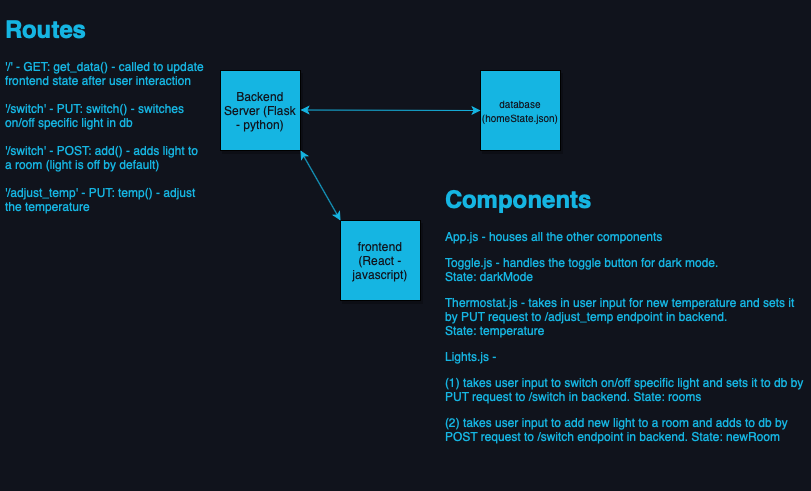 Routes
'/' - GET: get_data() - called to update
frontend state after user interaction
'/switch' - PUT: switch() - switches
on/off specific light in db
'/switch' - POST: add() - adds light to
a room (light is off by default)
'/adjust_temp' - PUT: temp() - adjust
the temperature
Backend
Server (Flask
- python)
database
(homeState.json)
frontend
(React -
javascript)
Components
App.js - houses all the other components
Toggle.js - handles the toggle button for dark mode.
State: darkMode
Thermostat.js - takes in user input for new temperature and sets it
by PUT request to /adjust_temp endpoint in backend.
State: temperature
Lights.js -
(1) takes user input to switch on/off specific light and sets it to db by
PUT request to /switch in backend. State: rooms
(2) takes user input to add new light to a room and adds to db by
POST request to /switch endpoint in backend. State: newRoom